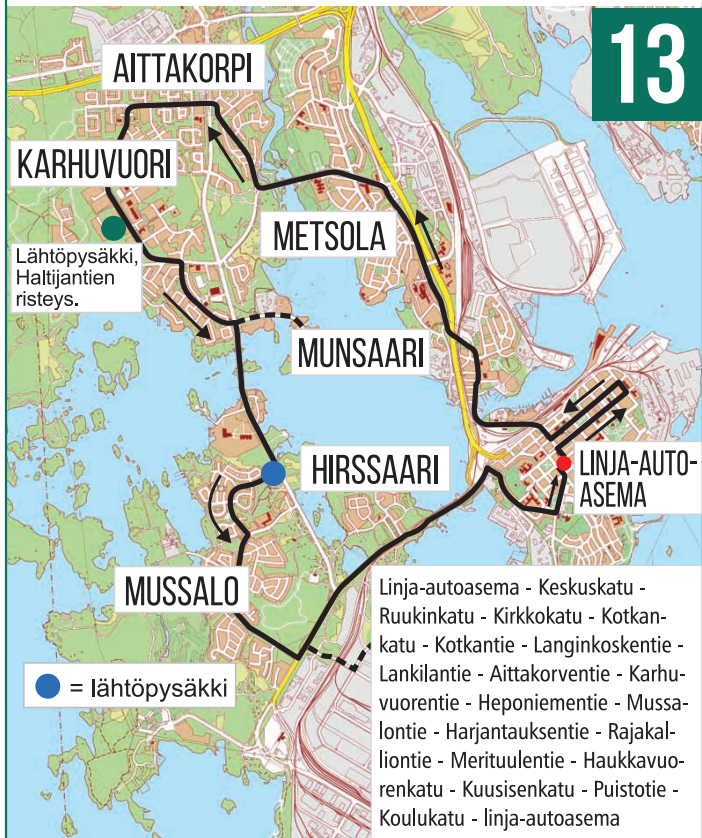 13
AITTAKORPI
KARHUVUORI
Lähtöpysäkki,
Haltijantien
risteys.
METSOLA
MUNSAARI
HIRSSAARI
LINJA-AUTO-
ASEMA
MUSSALO
= lähtöpysäkki
Linja-autoasema - Keskuskatu -
Ruukinkatu - Kirkkokatu - Kotkan-
katu - Kotkantie - Langinkoskentie -
Lankilantie - Aittakorventie - Karhu-
vuorentie - Heponiementie - Mussa-
lontie - Harjantauksentie - Rajakal-
liontie - Merituulentie - Haukkavuo-
renkatu - Kuusisenkatu - Puistotie -
Koulukatu - linja-autoasema